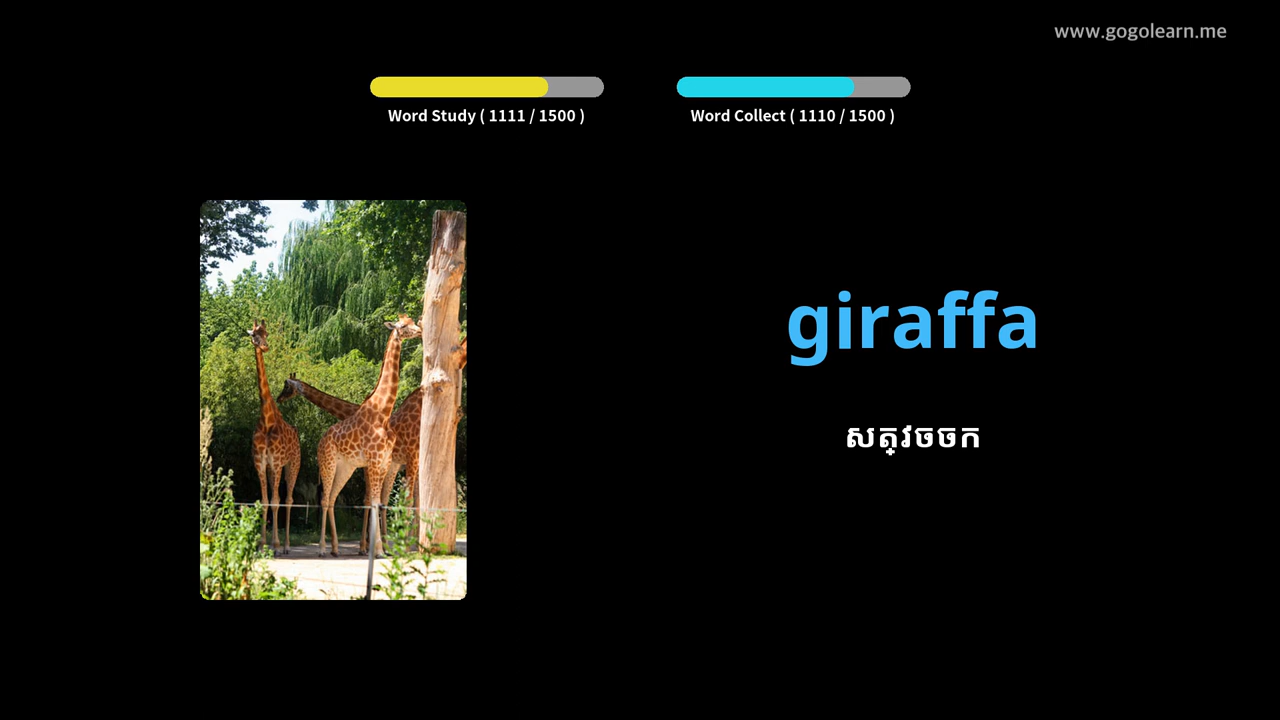 www.gogolearn.me
Word Study ( 1111 / 1500 )
Word Collect ( 1110 / 1500 )
giraffa
សត្វចចក